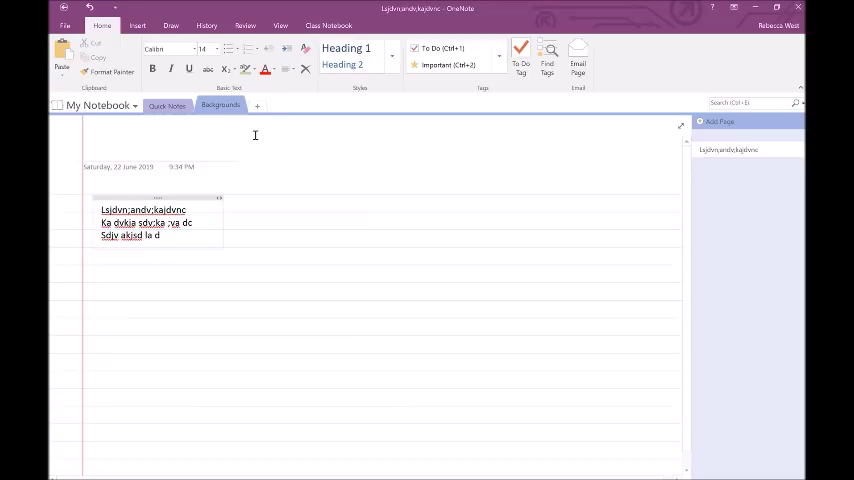 Lsjdvn;andv;kajdvnc - OneNote
?
Rebecca West
File
Home
Insert
Draw
History
Review
View
Class Notebook
Paste
Cut
Copy
Format Painter
Clipboard
Calibri
14
B I U abc X₂ A
Basic Text
Heading 1
Heading 2
Styles
To Do (Ctrl+1)
Important (Ctrl+2)
Tags
To Do
Tag
Find
Tags
Email
Page
Email
My Notebook
Quick Notes
Backgrounds
+
Search (Ctrl+E)
Add Page
Lsjdvn;andv;kajdvnc
Saturday, 22 June 2019 9:34 PM
Lsjdvn;andv;kajdvnc
Ka dvkja sdv;ka ;va dc
Sdjv akjsd la d